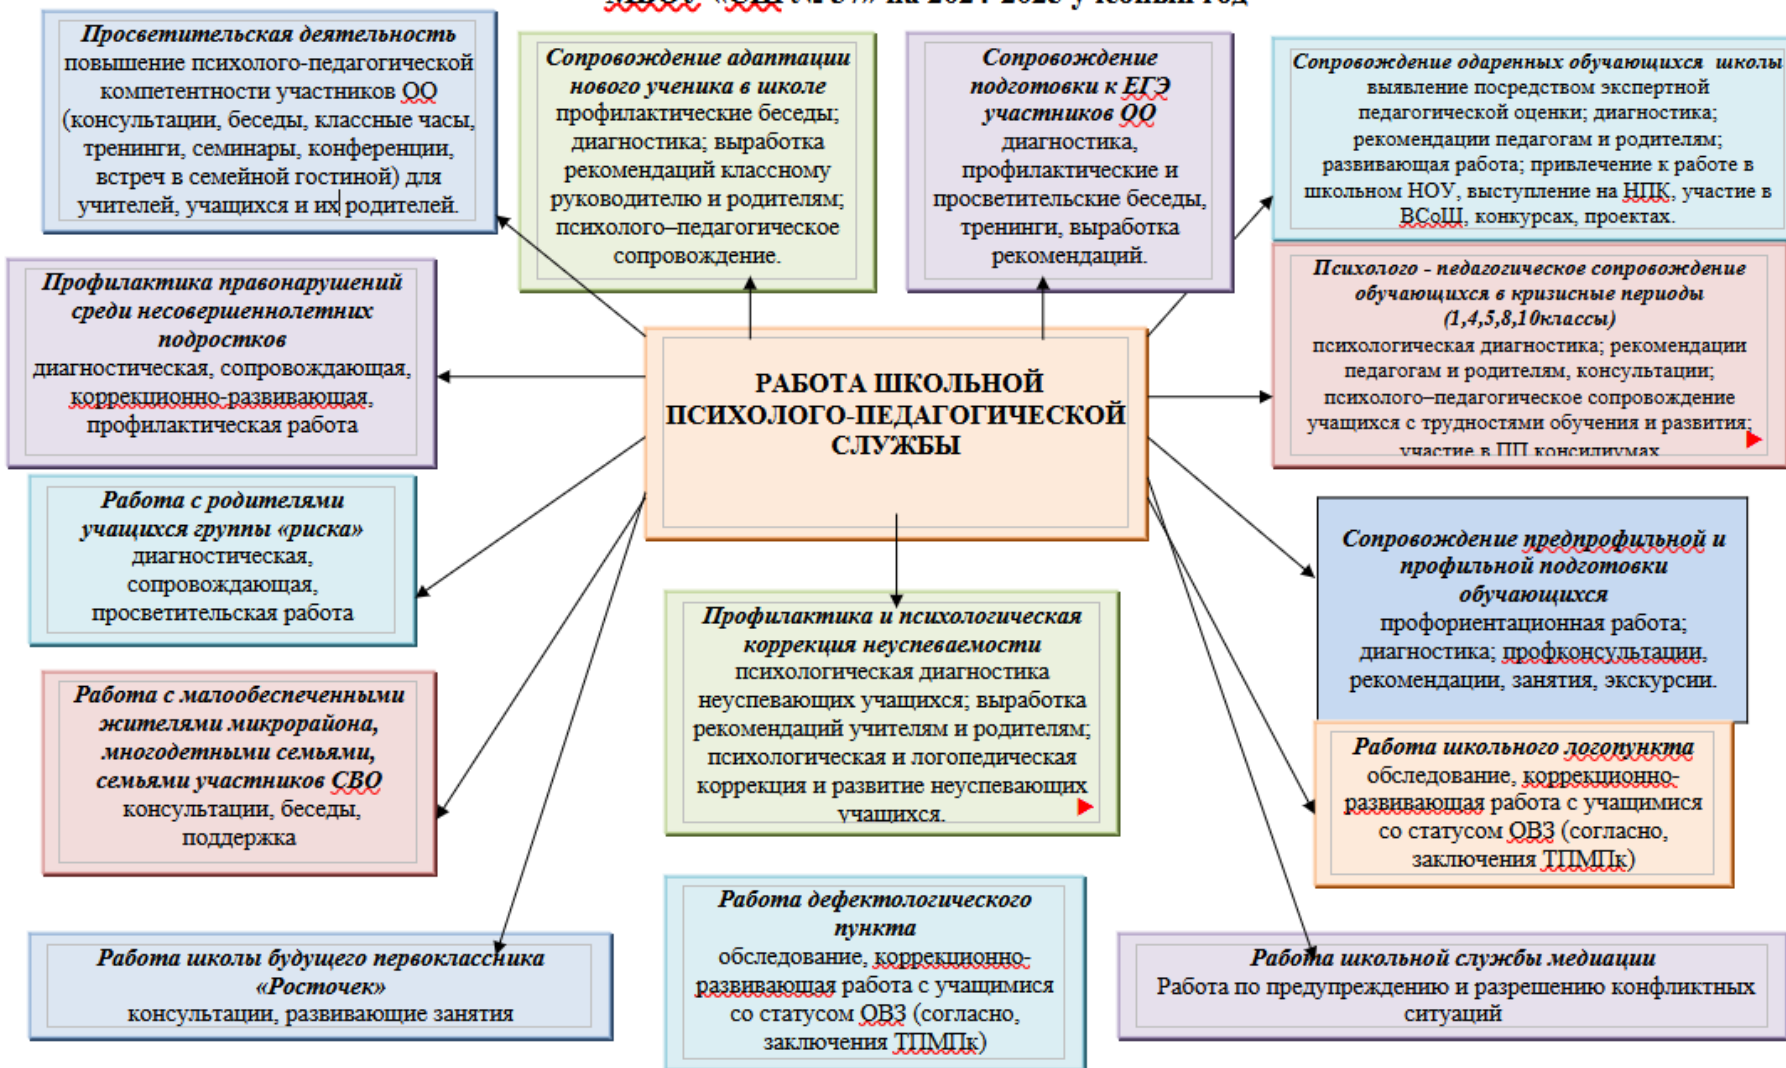 на 2024-2025 учебный год
Просветительская деятельность
повышение психолого-педагогической
компетентности участников ОО
(консультации, беседы, классные часы,
тренинги, семинары, конференции,
встреч в семейной гостиной) для
учителей, учащихся и их родителей.
Сопровождение адаптации
нового ученика в школе
профилактические беседы;
диагностика; выработка
рекомендаций классному
руководителю и родителям;
психолого–педагогическое
сопровождение.
Сопровождение
подготовки к ЕГЭ
участников ОО
диагностика,
профилактические и
просветительские беседы,
тренинги, выработка
рекомендаций.
Сопровождение одаренных обучающихся школы
выявление посредством экспертной
педагогической оценки; диагностика;
рекомендации педагогам и родителям;
развивающая работа; привлечение к работе в
школьном НОУ, выступление на НПК, участие в
ВСоШ, конкурсах, проектах.
Профилактика правонарушений
среди несовершеннолетних
подростков
диагностическая, сопровождающая,
коррекционно-развивающая,
профилактическая работа
РАБОТА ШКОЛЬНОЙ
ПСИХОЛОГО-ПЕДАГОГИЧЕСКОЙ
СЛУЖБЫ
Психолого - педагогическое сопровождение
обучающихся в кризисные периоды
(1,4,5,8,10классы)
психологическая диагностика; рекомендации
педагогам и родителям, консультации;
психолого–педагогическое сопровождение
учащихся с трудностями обучения и развития;
участие в ПП консилиумах
Работа с родителями
учащихся группы «риска»
диагностическая,
сопровождающая,
просветительская работа
Сопровождение предпрофильной и
профильной подготовки
обучающихся
профориентационная работа;
диагностика; профконсультации,
рекомендации, занятия, экскурсии.
Профилактика и психологическая
коррекция неуспеваемости
психологическая диагностика
неуспевающих учащихся; выработка
рекомендаций учителям и родителям;
психологическая и логопедическая
коррекция и развитие неуспевающих
учащихся.
Работа с малообеспеченными
жителями микрорайона,
многодетными семьями,
семьями участников СВО
консультации, беседы,
поддержка
Работа школьного логопункта
обследование, коррекционно-
развивающая работа с учащимися
со статусом ОВЗ (согласно,
заключения ТПМПк)
Работа дефектологического
пункта
обследование, коррекционно-
развивающая работа с учащимися
со статусом ОВЗ (согласно,
заключения ТПМПк)
Работа школы будущего первоклассника
«Росточек»
консультации, развивающие занятия
Работа школьной службы медиации
Работа по предупреждению и разрешению конфликтных
ситуаций